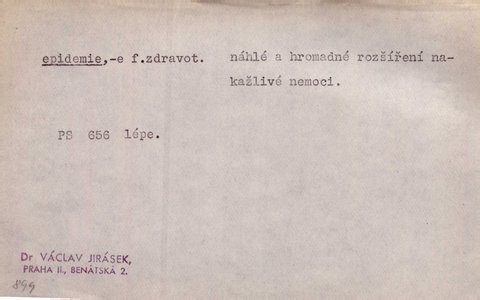 epidemie,-e f.zdravot. náhlé a hromadné rozšíření na-
kažlivé nemoci.
PS 656 lépe.
Dr VÁCLAV JIRÁSEK,
PRAHA II., BENÁTSKÁ 2.
899